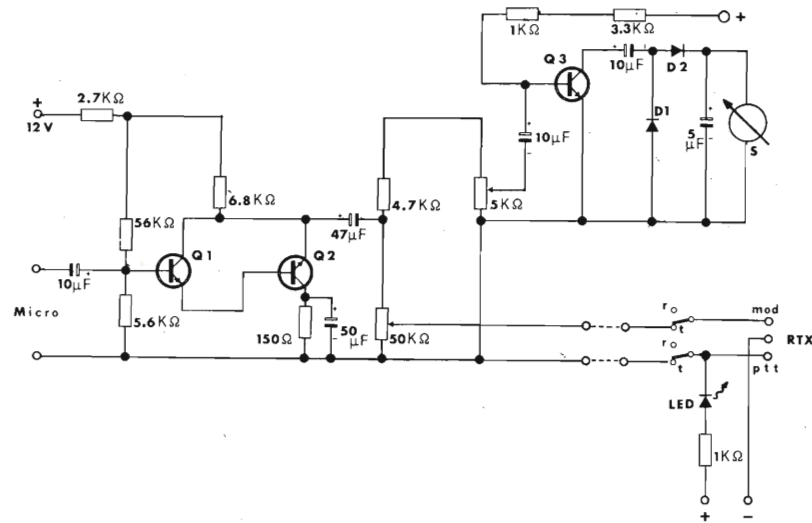 1KΩ
3.3KΩ
+
Q3
+
10μF
D2
D1
+
5
μF
-
S
+
10μF
-
+
12V
2.7KΩ
6.8KΩ
4.7KΩ
5KΩ
56KΩ
Q1
Q2
+
47μF
+
10μF
Micro
5.6KΩ
150Ω
+
50
μF
-
50KΩ
r
t
mod
RTX
r
t
ptt
LED
1KΩ
+
-